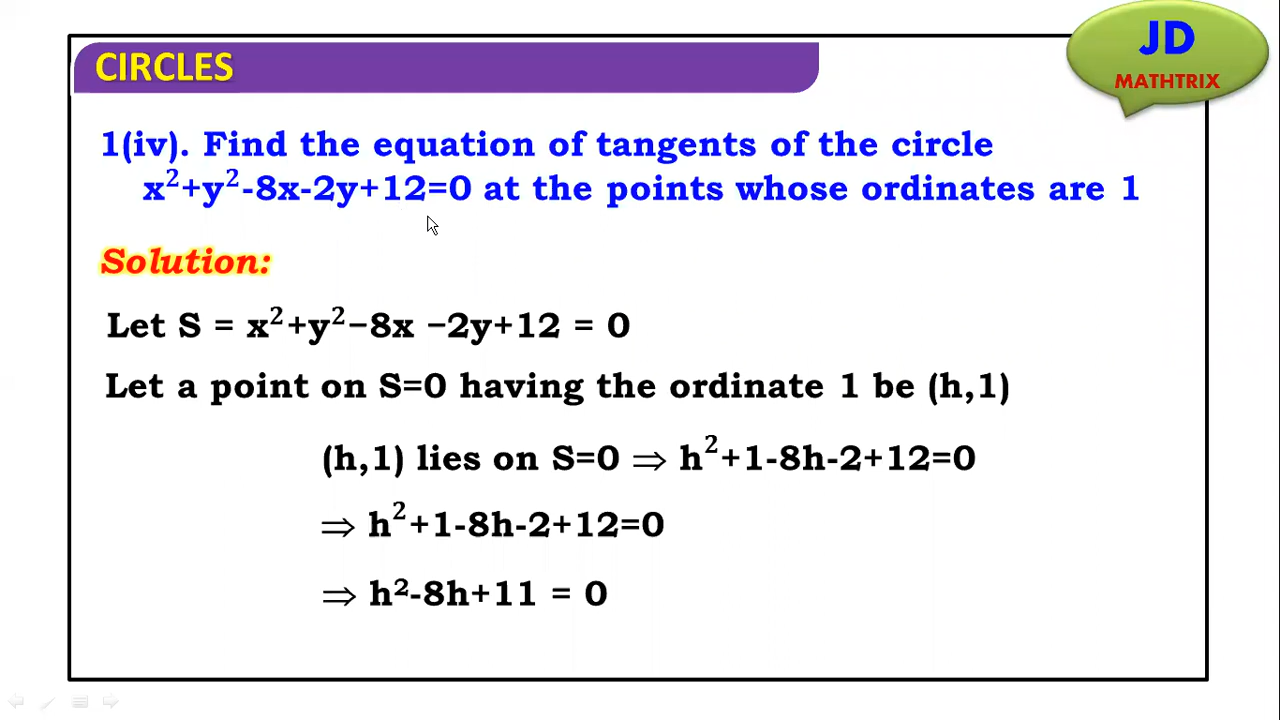 JD
MATHTRIX
CIRCLES
1(iv). Find the equation of tangents of the circle
x²+y²-8x-2y+12=0 at the points whose ordinates are 1
Solution:
Let S = x²+y²−8x −2y+12 = 0
Let a point on S=0 having the ordinate 1 be (h,1)
(h,1) lies on S=0 ⇒ h²+1-8h-2+12=0
⇒ h²+1-8h-2+12=0
⇒ h²-8h+11 = 0